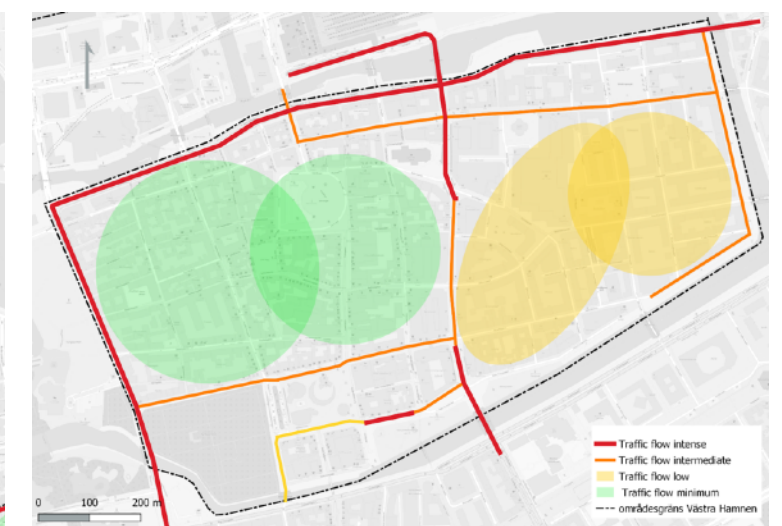 Traffic flow intense
Traffic flow intermediate
Traffic flow low
Traffic flow minimum
områdesgräns Västra Hamnen
0 100 200 m